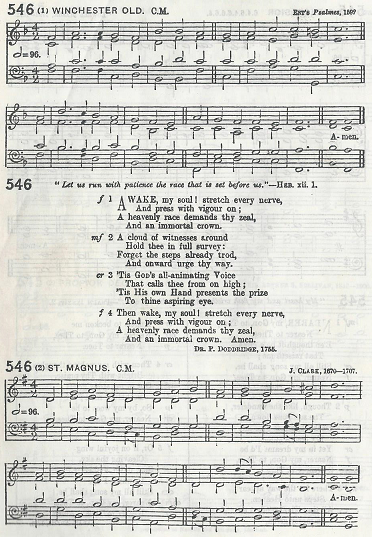 546 (1) WINCHESTER OLD. C.M. EST'S Psalmes, 1592
𝅗𝅥 = 96.
A-men.
546 "Let us run with patience the race that is set before us."—HEB. xii. 1.
f 1 AWAKE, my soul! stretch every nerve,
And press with vigour on;
A heavenly race demands thy zeal,
And an immortal crown.
mf 2 A cloud of witnesses around
Hold thee in full survey:
Forget the steps already trod,
And onward urge thy way.
cr 3 'Tis GOD'S all-animating Voice
That calls thee from on high;
'Tis His own Hand presents the prize
To thine aspiring eye.
f 4 Then wake, my soul! stretch every nerve,
And press with vigour on;
A heavenly race demands thy zeal,
And an immortal crown. Amen.
DR. P. DODDRIDGE, 1755.
546 (2) ST. MAGNUS. C.M. J. CLARK, 1670—1707.
𝅗𝅥 = 96.
A-men.